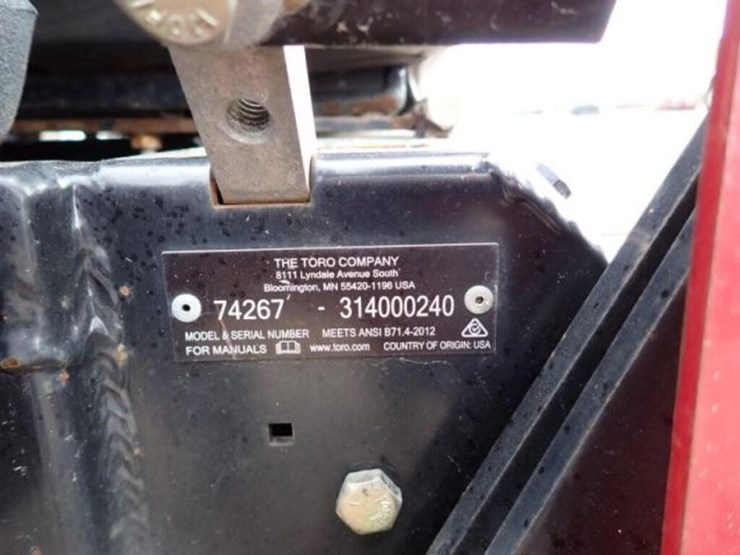 THE TORO COMPANY
8111 Lyndale Avenue South
Bloomington, MN 55420-1196 USA
74267 - 314000240
MODEL & SERIAL NUMBER MEETS ANSI B71.4-2012
FOR MANUALS www.toro.com COUNTRY OF ORIGIN: USA